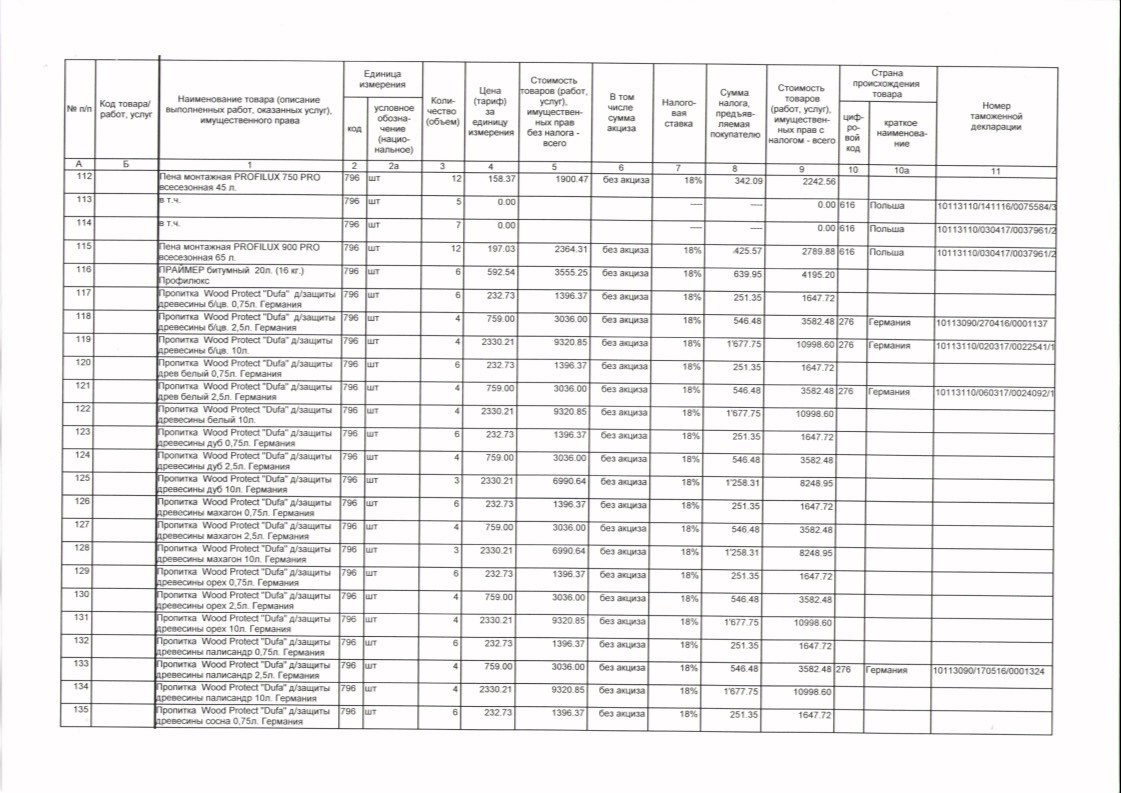 № п/п Код товара/ работ, услуг Наименование товара (описание выполненных работ, оказанных услуг), имущественного права Единица измерения код условное обозна- чение (нацио- нальное) Коли- чество (объем) Цена (тариф) за единицу измерения Стоимость товаров (работ, услуг), имуществен- ных прав без налога - всего В том числе сумма акциза Налого- вая ставка Сумма налога, предъяв- ляемая покупателю Стоимость товаров (работ, услуг), имуществен- ных прав с налогом - всего Страна происхождения товара циф- ро- вой код краткое наименова- ние Номер таможенной декларации
А Б 1 2 2а 3 4 5 6 7 8 9 10 10а 11
112 Пена монтажная PROFILUX 750 PRO 796 шт 12 158.37 1900.47 без акциза 18% 342.09 2242.56
всесезонная 45 л.
113 в т.ч. 796 шт 5 0.00 ---- ---- 0.00 616 Польша 10113110/141116/0075584/3
114 в т.ч. 796 шт 7 0.00 ---- ---- 0.00 616 Польша 10113110/030417/0037961/2
115 Пена монтажная PROFILUX 900 PRO 796 шт 12 197.03 2364.31 без акциза 18% 425.57 2789.88 616 Польша 10113110/030417/0037961/2
всесезонная 65 л.
116 ПРАЙМЕР битумный 20л. (16 кг.) 796 шт 6 592.54 3555.25 без акциза 18% 639.95 4195.20
Профилюкс
117 Пропитка Wood Protect "Dufa" д/защиты 796 шт 6 232.73 1396.37 без акциза 18% 251.35 1647.72
древесины б/цв. 0,75л. Германия
118 Пропитка Wood Protect "Dufa" д/защиты 796 шт 4 759.00 3036.00 без акциза 18% 546.48 3582.48 276 Германия 10113090/270416/0001137
древесины б/цв. 2,5л. Германия
119 Пропитка Wood Protect "Dufa" д/защиты 796 шт 4 2330.21 9320.85 без акциза 18% 1'677.75 10998.60 276 Германия 10113110/020317/0022541/1
древесины б/цв. 10л.
120 Пропитка Wood Protect "Dufa" д/защиты 796 шт 6 232.73 1396.37 без акциза 18% 251.35 1647.72
древ белый 0,75л. Германия
121 Пропитка Wood Protect "Dufa" д/защиты 796 шт 4 759.00 3036.00 без акциза 18% 546.48 3582.48 276 Германия 10113110/060317/0024092/1
древ белый 2,5л. Германия
122 Пропитка Wood Protect "Dufa" д/защиты 796 шт 4 2330.21 9320.85 без акциза 18% 1'677.75 10998.60
древесины белый 10л.
123 Пропитка Wood Protect "Dufa" д/защиты 796 шт 6 232.73 1396.37 без акциза 18% 251.35 1647.72
древесины дуб 0,75л. Германия
124 Пропитка Wood Protect "Dufa" д/защиты 796 шт 4 759.00 3036.00 без акциза 18% 546.48 3582.48
древесины дуб 2,5л. Германия
125 Пропитка Wood Protect "Dufa" д/защиты 796 шт 3 2330.21 6990.64 без акциза 18% 1'258.31 8248.95
древесины дуб 10л. Германия
126 Пропитка Wood Protect "Dufa" д/защиты 796 шт 6 232.73 1396.37 без акциза 18% 251.35 1647.72
древесины махагон 0,75л. Германия
127 Пропитка Wood Protect "Dufa" д/защиты 796 шт 4 759.00 3036.00 без акциза 18% 546.48 3582.48
древесины махагон 2,5л. Германия
128 Пропитка Wood Protect "Dufa" д/защиты 796 шт 3 2330.21 6990.64 без акциза 18% 1'258.31 8248.95
древесины махагон 10л. Германия
129 Пропитка Wood Protect "Dufa" д/защиты 796 шт 6 232.73 1396.37 без акциза 18% 251.35 1647.72
древесины орех 0,75л. Германия
130 Пропитка Wood Protect "Dufa" д/защиты 796 шт 4 759.00 3036.00 без акциза 18% 546.48 3582.48
древесины орех 2,5л. Германия
131 Пропитка Wood Protect "Dufa" д/защиты 796 шт 4 2330.21 9320.85 без акциза 18% 1'677.75 10998.60
древесины орех 10л. Германия
132 Пропитка Wood Protect "Dufa" д/защиты 796 шт 6 232.73 1396.37 без акциза 18% 251.35 1647.72
древесины палисандр 0,75л. Германия
133 Пропитка Wood Protect "Dufa" д/защиты 796 шт 4 759.00 3036.00 без акциза 18% 546.48 3582.48 276 Германия 10113090/170516/0001324
древесины палисандр 2,5л. Германия
134 Пропитка Wood Protect "Dufa" д/защиты 796 шт 4 2330.21 9320.85 без акциза 18% 1'677.75 10998.60
древесины палисандр 10л. Германия
135 Пропитка Wood Protect "Dufa" д/защиты 796 шт 6 232.73 1396.37 без акциза 18% 251.35 1647.72
древесины сосна 0,75л. Германия